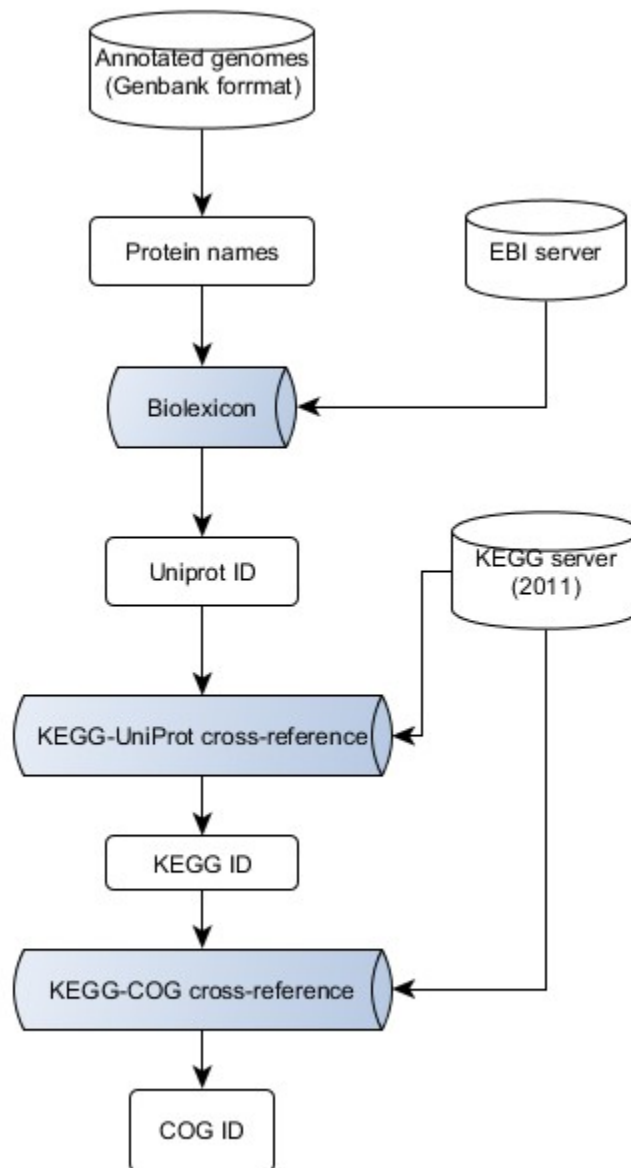 Annotated genomes
(Genbank forrmat)
Protein names
EBI server
Biolexicon
Uniprot ID
KEGG server
(2011)
KEGG-UniProt cross-reference
KEGG ID
KEGG-COG cross-reference
COG ID